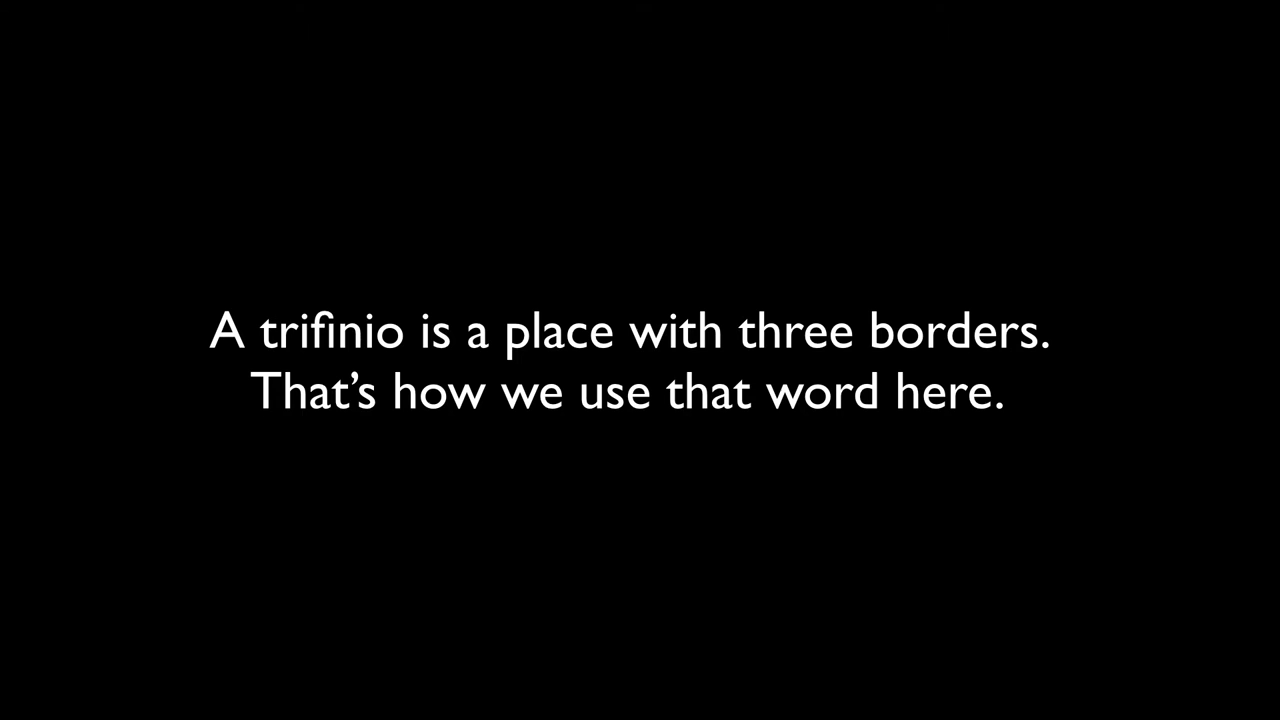 A trifinio is a place with three borders.
That’s how we use that word here.